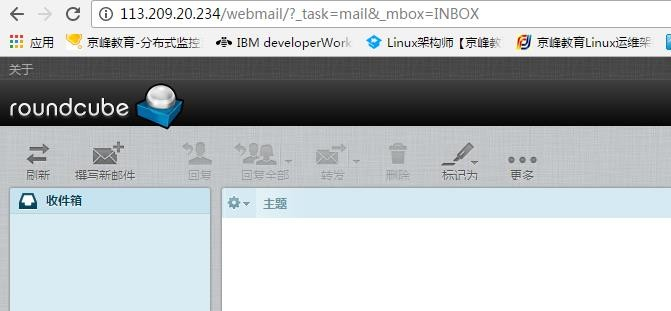 113.209.20.234/webmail/?_task=mail&_mbox=INBOX
应用 京峰教育-分布式监控 IBM developerWork Linux架构师【京峰 京峰教育Linux运维架
关于
roundcube
刷新 撰写新邮件 回复 回复全部 转发 删除 标记为 更多
收件箱 主题